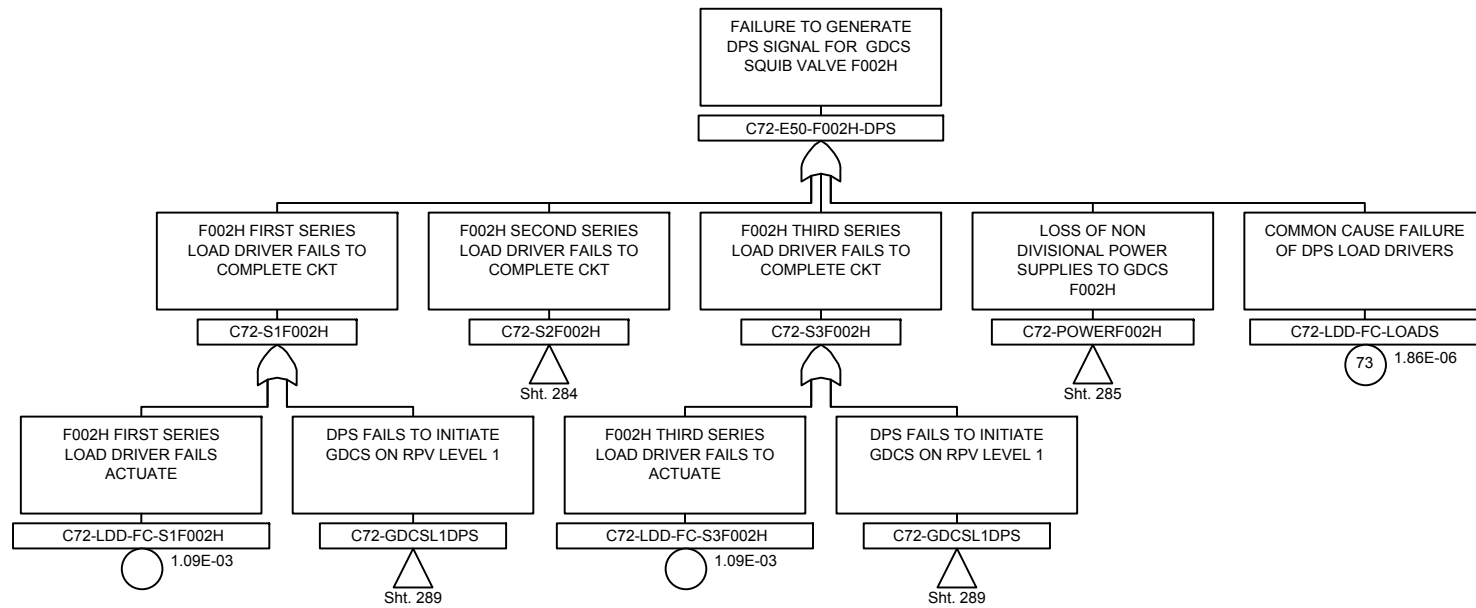 FAILURE TO GENERATE
DPS SIGNAL FOR GDCS
SQUIB VALVE F002H
C72-E50-F002H-DPS
F002H FIRST SERIES
LOAD DRIVER FAILS TO
COMPLETE CKT
C72-S1F002H
F002H SECOND SERIES
LOAD DRIVER FAILS TO
COMPLETE CKT
C72-S2F002H
Sht. 284
F002H THIRD SERIES
LOAD DRIVER FAILS TO
COMPLETE CKT
C72-S3F002H
LOSS OF NON
DIVISIONAL POWER
SUPPLIES TO GDCS
F002H
C72-POWERF002H
Sht. 285
COMMON CAUSE FAILURE
OF DPS LOAD DRIVERS
C72-LDD-FC-LOADS
73
1.86E-06
F002H FIRST SERIES
LOAD DRIVER FAILS
ACTUATE
C72-LDD-FC-S1F002H
1.09E-03
DPS FAILS TO INITIATE
GDCS ON RPV LEVEL 1
C72-GDCSL1DPS
Sht. 289
F002H THIRD SERIES
LOAD DRIVER FAILS TO
ACTUATE
C72-LDD-FC-S3F002H
1.09E-03
DPS FAILS TO INITIATE
GDCS ON RPV LEVEL 1
C72-GDCSL1DPS
Sht. 289